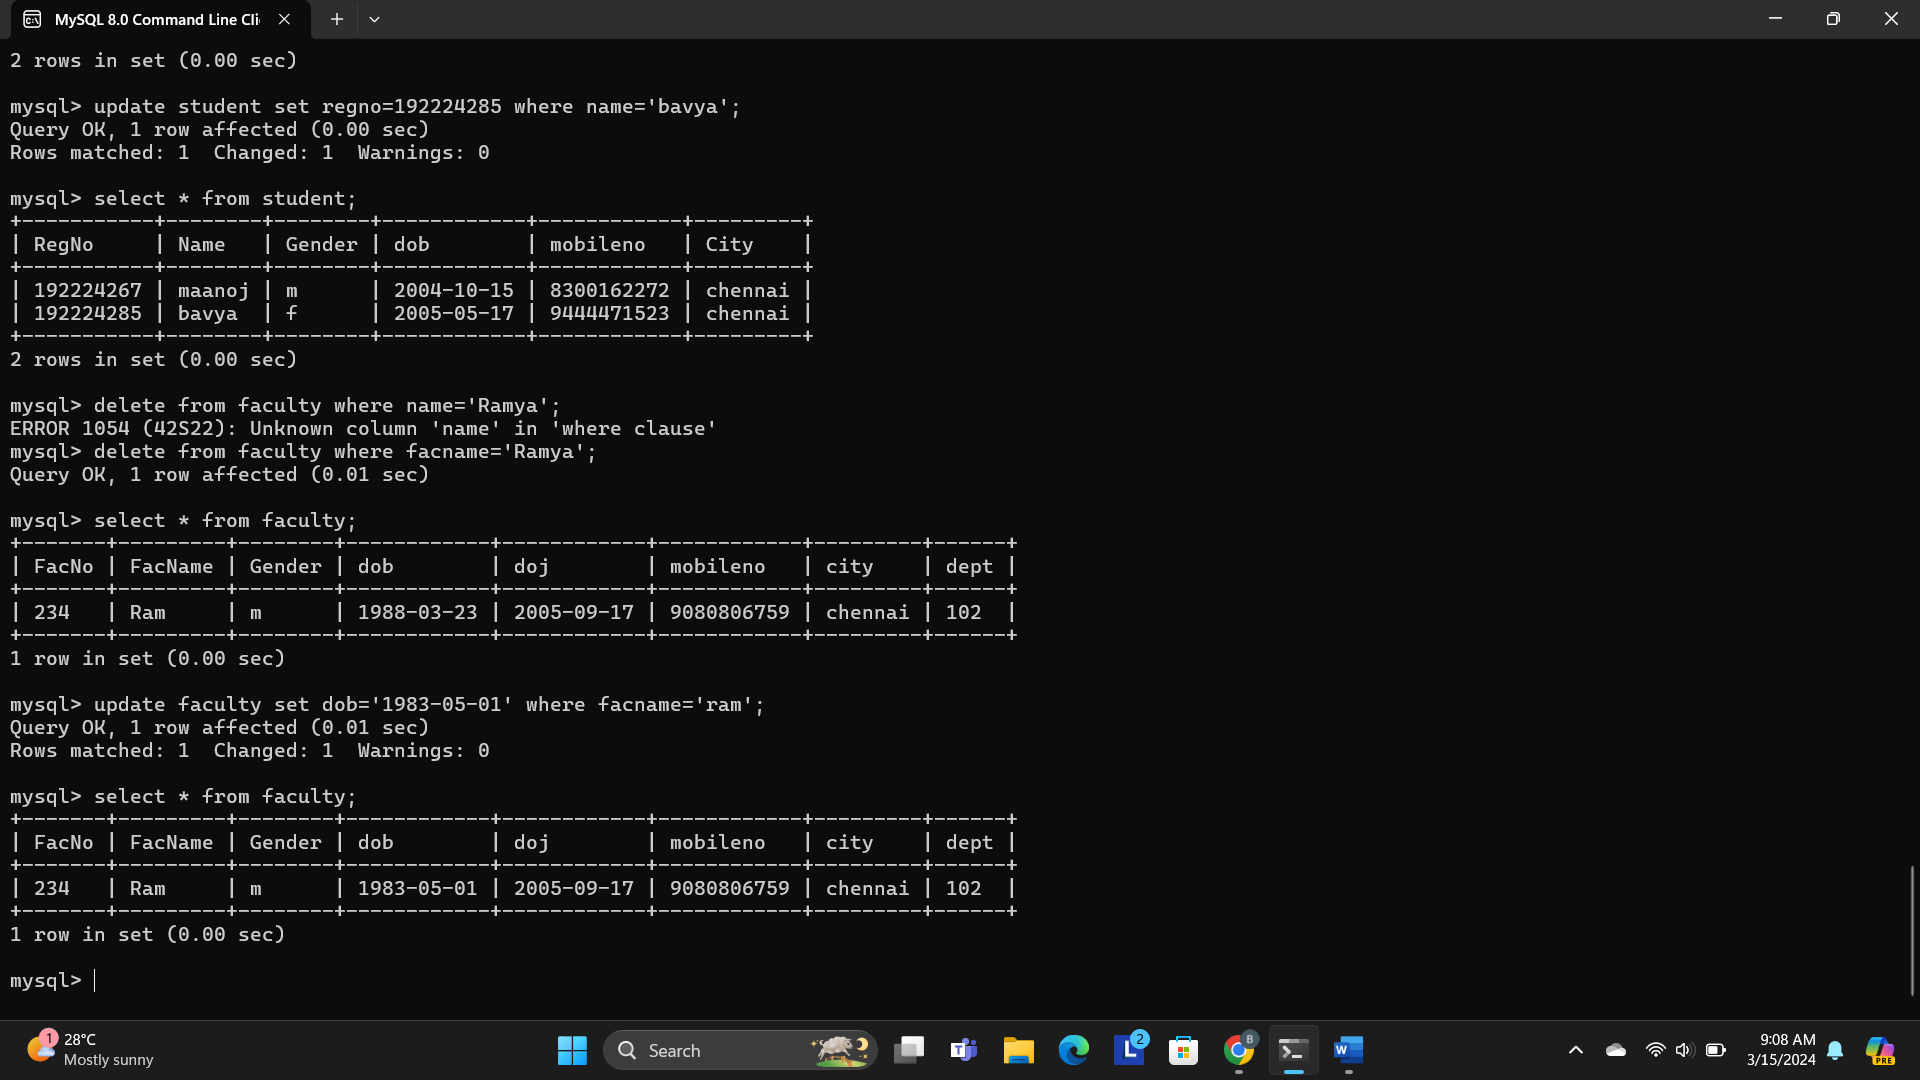 MySQL 8.0 Command Line Cli
2 rows in set (0.00 sec)
mysql> update student set regno=192224285 where name='bavya';
Query OK, 1 row affected (0.00 sec)
Rows matched: 1  Changed: 1  Warnings: 0
mysql> select * from student;
+-----------+--------+--------+------------+------------+---------+
| RegNo     | Name   | Gender | dob        | mobileno   | City    |
+-----------+--------+--------+------------+------------+---------+
| 192224267 | maanoj | m      | 2004-10-15 | 8300162272 | chennai |
| 192224285 | bavya  | f      | 2005-05-17 | 9444471523 | chennai |
+-----------+--------+--------+------------+------------+---------+
2 rows in set (0.00 sec)
mysql> delete from faculty where name='Ramya';
ERROR 1054 (42S22): Unknown column 'name' in 'where clause'
mysql> delete from faculty where facname='Ramya';
Query OK, 1 row affected (0.01 sec)
mysql> select * from faculty;
+-------+---------+--------+------------+------------+------------+---------+------+
| FacNo | FacName | Gender | dob        | doj        | mobileno   | city    | dept |
+-------+---------+--------+------------+------------+------------+---------+------+
| 234   | Ram     | m      | 1988-03-23 | 2005-09-17 | 9080806759 | chennai | 102  |
+-------+---------+--------+------------+------------+------------+---------+------+
1 row in set (0.00 sec)
mysql> update faculty set dob='1983-05-01' where facname='ram';
Query OK, 1 row affected (0.01 sec)
Rows matched: 1  Changed: 1  Warnings: 0
mysql> select * from faculty;
+-------+---------+--------+------------+------------+------------+---------+------+
| FacNo | FacName | Gender | dob        | doj        | mobileno   | city    | dept |
+-------+---------+--------+------------+------------+------------+---------+------+
| 234   | Ram     | m      | 1983-05-01 | 2005-09-17 | 9080806759 | chennai | 102  |
+-------+---------+--------+------------+------------+------------+---------+------+
1 row in set (0.00 sec)
mysql>
1
28°C
Mostly sunny
Search
T
L
2
B
W
9:08 AM
3/15/2024
PRE